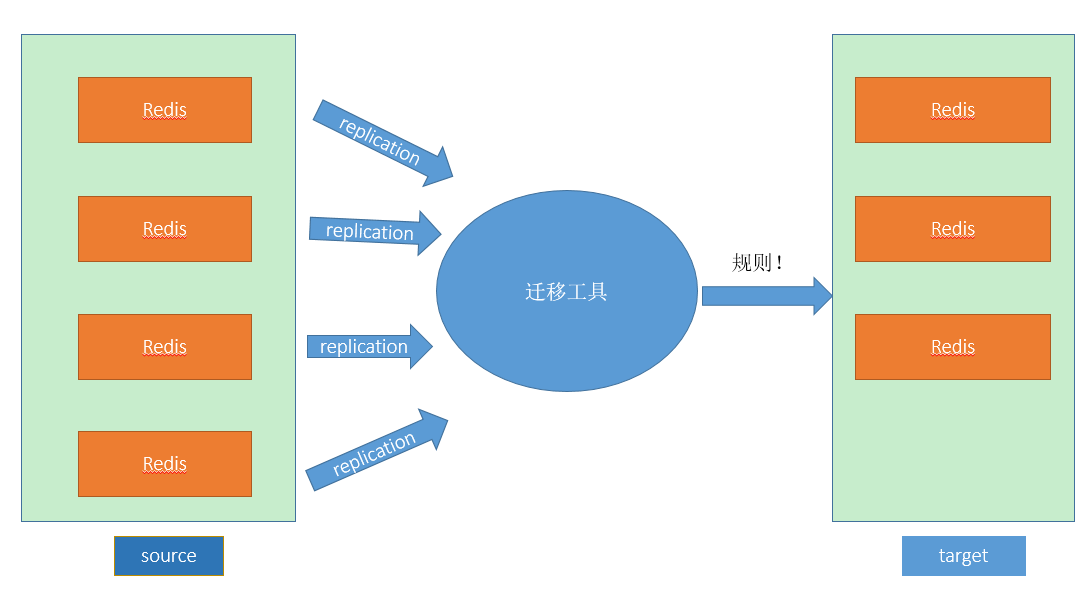 Redis
Redis
Redis
Redis
source
replication
replication
replication
replication
迁移工具
规则！
Redis
Redis
Redis
target